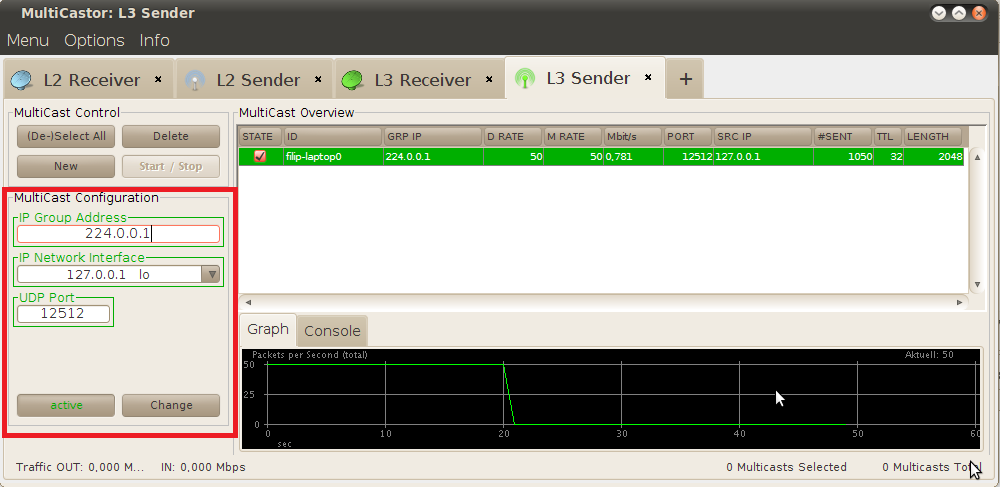 MultiCastor: L3 Sender
Menu Options Info
L2 Receiver L2 Sender L3 Receiver L3 Sender +
MultiCast Control
(De-)Select All Delete
New Start / Stop
MultiCast Configuration
IP Group Address
224.0.0.1
IP Network Interface
127.0.0.1 lo
UDP Port
12512
active Change
MultiCast Overview
STATE ID GRP IP D RATE M RATE Mbit/s PORT SRC IP #SENT TTL LENGTH
filip-laptop0 224.0.0.1 50 50 0,781 12512 127.0.0.1 1050 32 2048
Graph Console
Packets per Second (total) Aktuell: 50
50
25
0
0 10 20 30 40 50 60
sec
Traffic OUT: 0,000 M... IN: 0,000 Mbps 0 Multicasts Selected 0 Multicasts Total